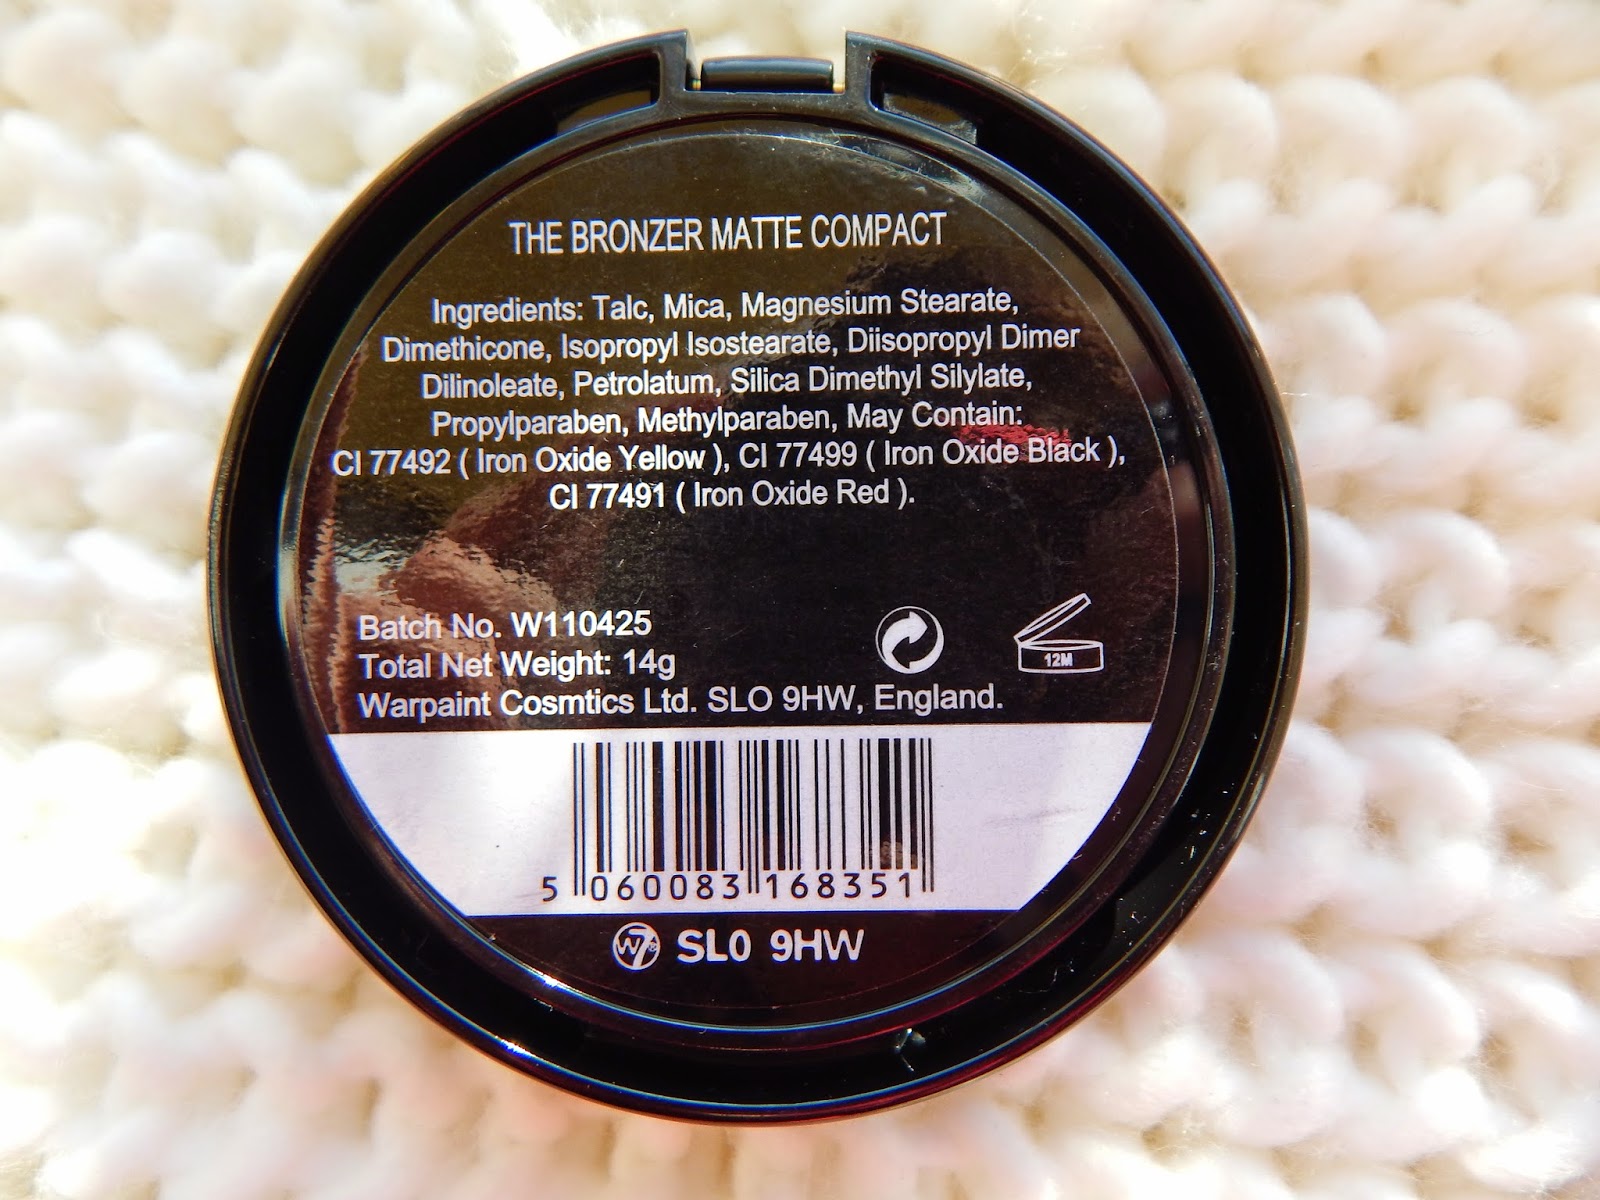 THE BRONZER MATTE COMPACT
Ingredients: Talc, Mica, Magnesium Stearate,
Dimethicone, Isopropyl Isostearate, Diisopropyl Dimer
Dilinoleate, Petrolatum, Silica Dimethyl Silylate,
Propylparaben, Methylparaben, May Contain:
CI 77492 ( Iron Oxide Yellow ), CI 77499 ( Iron Oxide Black ),
CI 77491 ( Iron Oxide Red ).
Batch No. W110425
Total Net Weight: 14g
Warpaint Cosmtics Ltd. SLO 9HW, England.
12M
5 060083 168351
W7® SL0 9HW